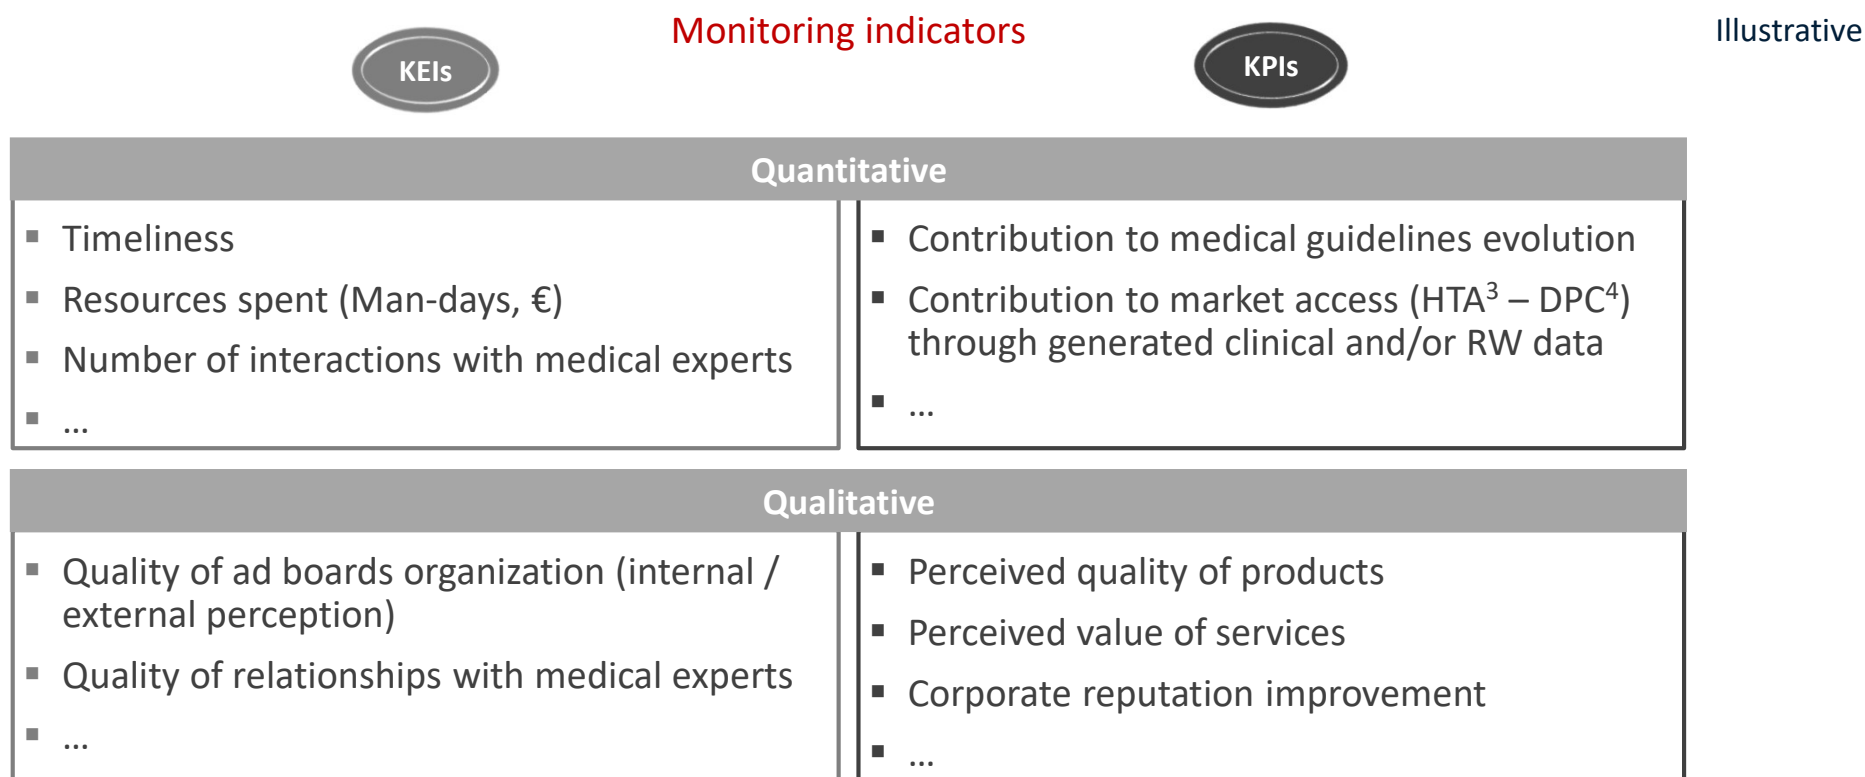 Monitoring indicators
Illustrative
KEIs
KPIs
Quantitative
▪ Timeliness
▪ Resources spent (Man-days, €)
▪ Number of interactions with medical experts
▪ …
▪ Contribution to medical guidelines evolution
▪ Contribution to market access (HTA³ – DPC⁴)
through generated clinical and/or RW data
▪ …
Qualitative
▪ Quality of ad boards organization (internal /
external perception)
▪ Quality of relationships with medical experts
▪ …
▪ Perceived quality of products
▪ Perceived value of services
▪ Corporate reputation improvement
▪ …